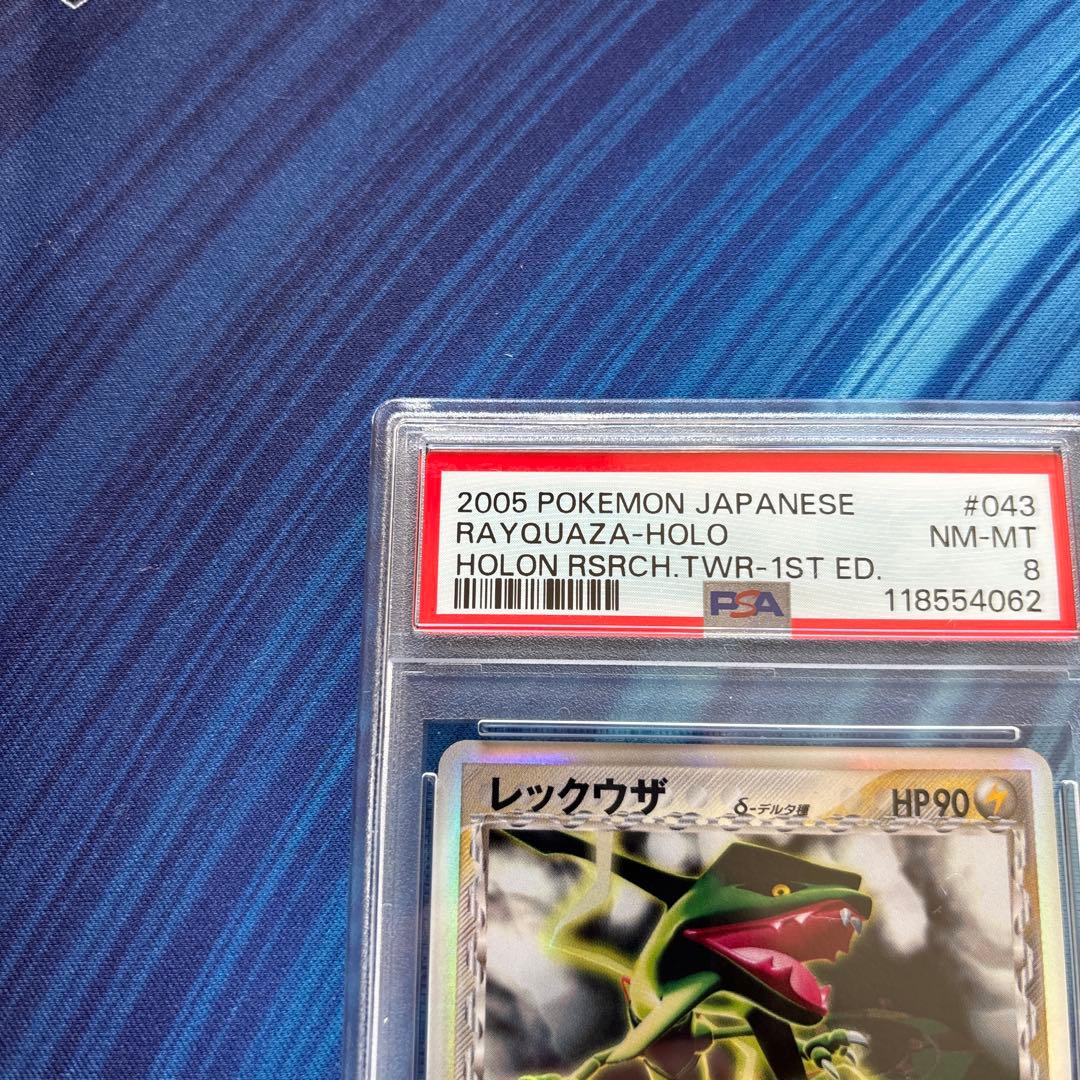 2005 POKEMON JAPANESE #043
RAYQUAZA-HOLO NM-MT
HOLON RSRCH.TWR-1ST ED. 8
PSA 118554062
レックウザ δ-デルタ種 HP90